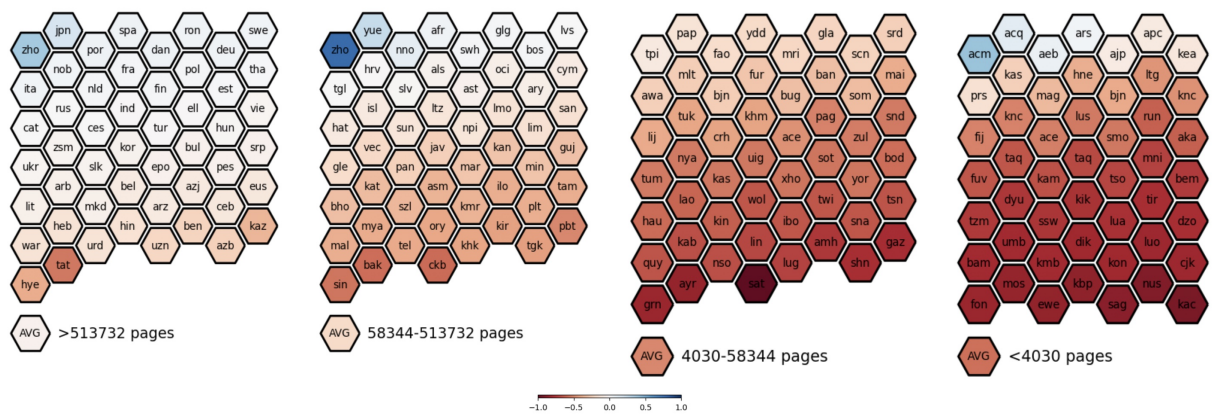 jpn spa ron swe
zho por dan deu
nob fra pol tha
ita nld fin est
rus ind ell vie
cat ces tur hun
zsm kor bul srp
ukr slk epo pes
arb bel azj eus
lit mkd arz ceb
heb hin ben kaz
war urd uzn azb
tat
hye
AVG >513732 pages
yue afr glg lvs
zho nno swh bos
hrv als oci cym
tgl slv ast ary
isl ltz lmo san
hat sun npi lim
vec jav kan guj
gle pan mar min
kat asm ilo tam
bho szl kmr plt
mya ory kir pbt
mal tel khk tgk
bak ckb
sin
AVG 58344-513732 pages
pap ydd gla srd
tpi fao mri scn
mlt fur ban mai
awa bjn bug som
tuk khm pag snd
lij crh ace zul
nya uig sot bod
tum kas xho yor
lao wol twi tsn
hau kin ibo sna
kab lin amh gaz
quy nso lug shn
ayr sat
grn
AVG 4030-58344 pages
acq ars apc
acm aeb ajp kea
kas hne ltg
prs mag bjn knc
knc lus run
fij ace smo aka
taq taq mni
fuv kam tso bem
dyu kik tir
tzm ssw lua dzo
umb dik luo
bam kmb kon cjk
mos kbp nus
fon ewe sag kac
AVG <4030 pages
−1.0 −0.5 0.0 0.5 1.0